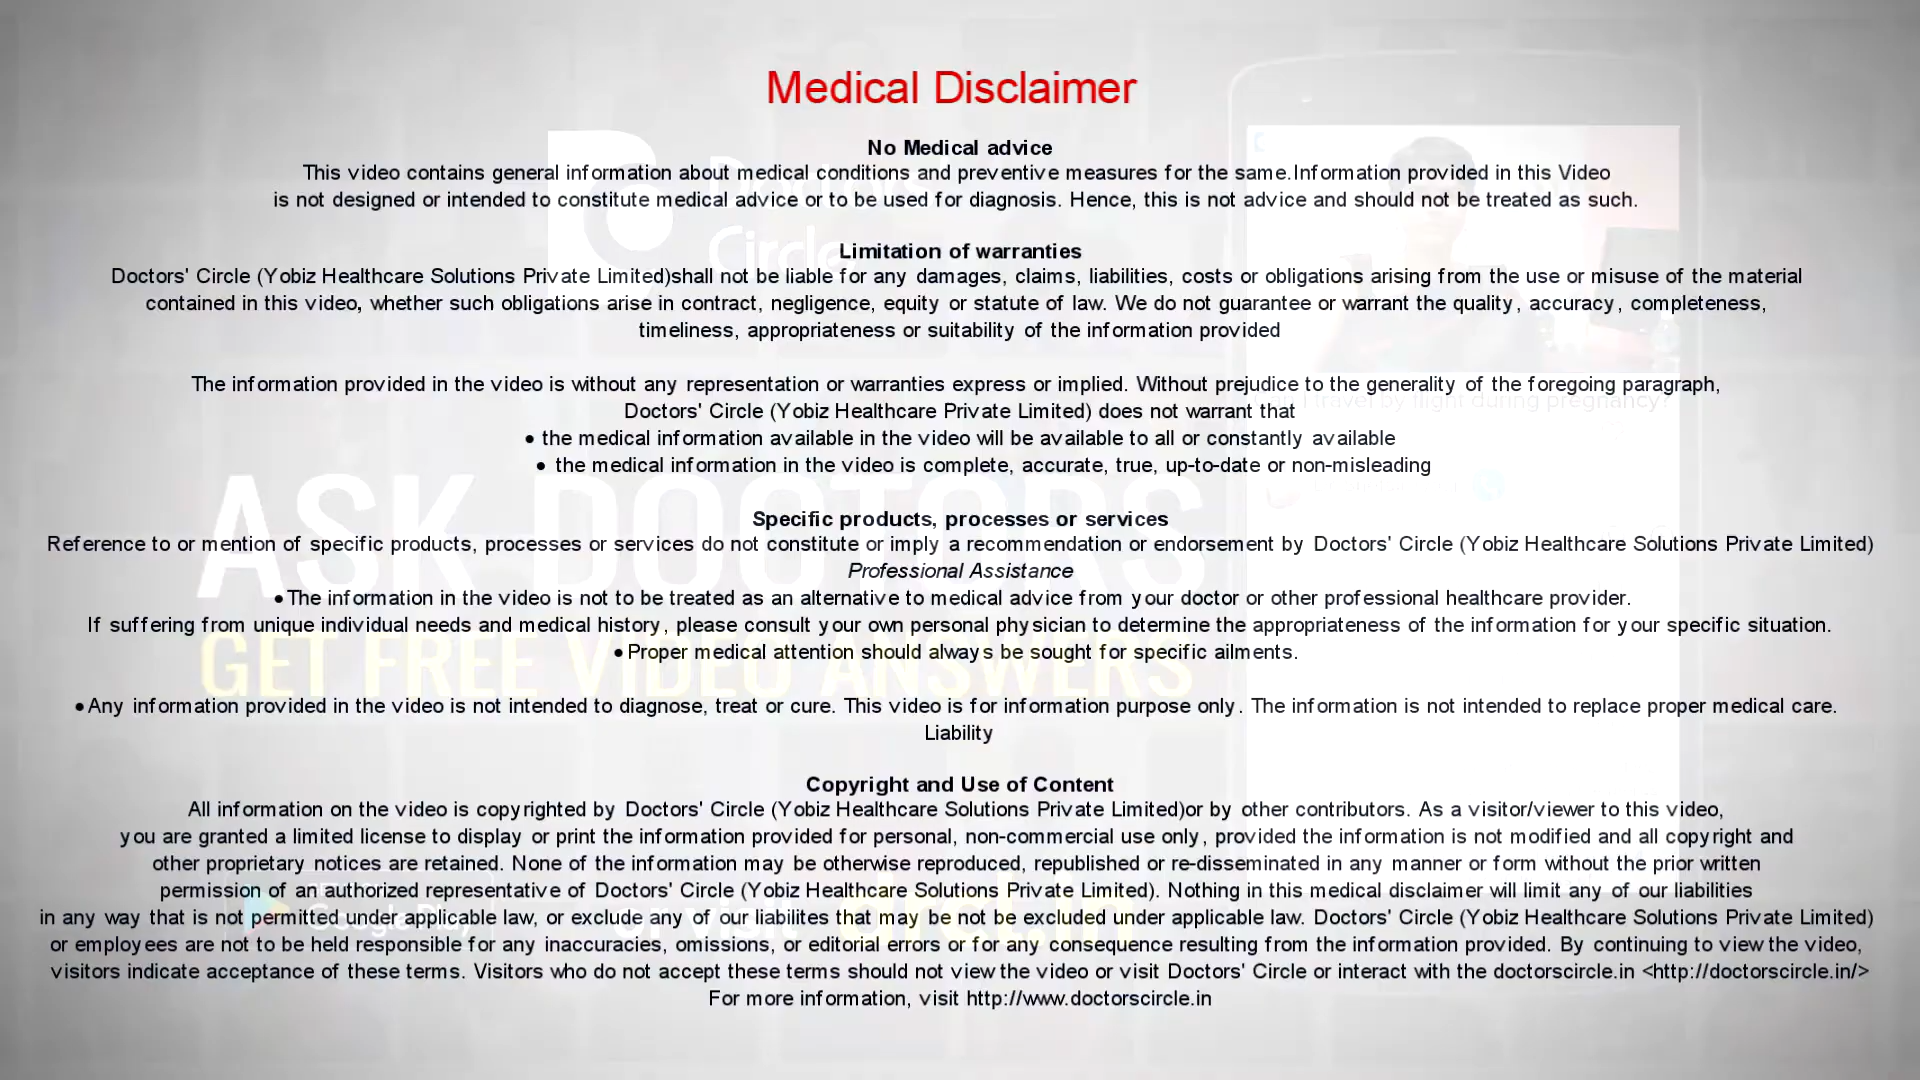 Medical Disclaimer
No Medical advice
This video contains general information about medical conditions and preventive measures for the same.Information provided in this Video
is not designed or intended to constitute medical advice or to be used for diagnosis. Hence, this is not advice and should not be treated as such.
Doctors'
Circle
Limitation of warranties
Doctors' Circle (Yobiz Healthcare Solutions Private Limited)shall not be liable for any damages, claims, liabilities, costs or obligations arising from the use or misuse of the material
contained in this video, whether such obligations arise in contract, negligence, equity or statute of law. We do not guarantee or warrant the quality, accuracy, completeness,
timeliness, appropriateness or suitability of the information provided
The information provided in the video is without any representation or warranties express or implied. Without prejudice to the generality of the foregoing paragraph,
Can I travel by flight during pregnancy?
Doctors' Circle (Yobiz Healthcare Private Limited) does not warrant that
• the medical information available in the video will be available to all or constantly available
• the medical information in the video is complete, accurate, true, up-to-date or non-misleading
ASK DOCTORS
Specific products, processes or services
Reference to or mention of specific products, processes or services do not constitute or imply a recommendation or endorsement by Doctors' Circle (Yobiz Healthcare Solutions Private Limited)
Professional Assistance
•The information in the video is not to be treated as an alternative to medical advice from your doctor or other professional healthcare provider.
If suffering from unique individual needs and medical history, please consult your own personal physician to determine the appropriateness of the information for your specific situation.
•Proper medical attention should always be sought for specific ailments.
GET FREE VIDEO ANSWERS
•Any information provided in the video is not intended to diagnose, treat or cure. This video is for information purpose only. The information is not intended to replace proper medical care.
Liability
Copyright and Use of Content
All information on the video is copyrighted by Doctors' Circle (Yobiz Healthcare Solutions Private Limited)or by other contributors. As a visitor/viewer to this video,
you are granted a limited license to display or print the information provided for personal, non-commercial use only, provided the information is not modified and all copyright and
other proprietary notices are retained. None of the information may be otherwise reproduced, republished or re-disseminated in any manner or form without the prior written
permission of an authorized representative of Doctors' Circle (Yobiz Healthcare Solutions Private Limited). Nothing in this medical disclaimer will limit any of our liabilities
in any way that is not permitted under applicable law, or exclude any of our liabilites that may be not be excluded under applicable law. Doctors' Circle (Yobiz Healthcare Solutions Private Limited)
Google Play or visit drct.in
or employees are not to be held responsible for any inaccuracies, omissions, or editorial errors or for any consequence resulting from the information provided. By continuing to view the video,
visitors indicate acceptance of these terms. Visitors who do not accept these terms should not view the video or visit Doctors' Circle or interact with the doctorscircle.in <http://doctorscircle.in/>
For more information, visit http://www.doctorscircle.in